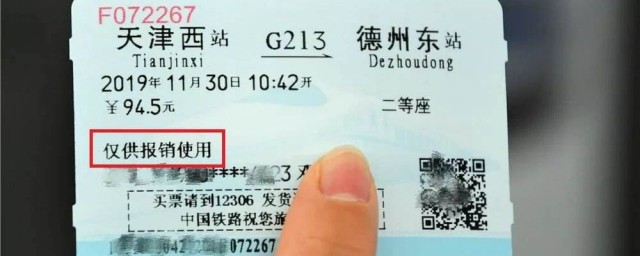 F072267
天津西站 G213 德州东站
Tianjinxi Dezhoudong
2019年11月30日 10:42开
￥94.5元 二等座
仅供报销使用
买票请到12306 发货
中国铁路祝您旅
072267